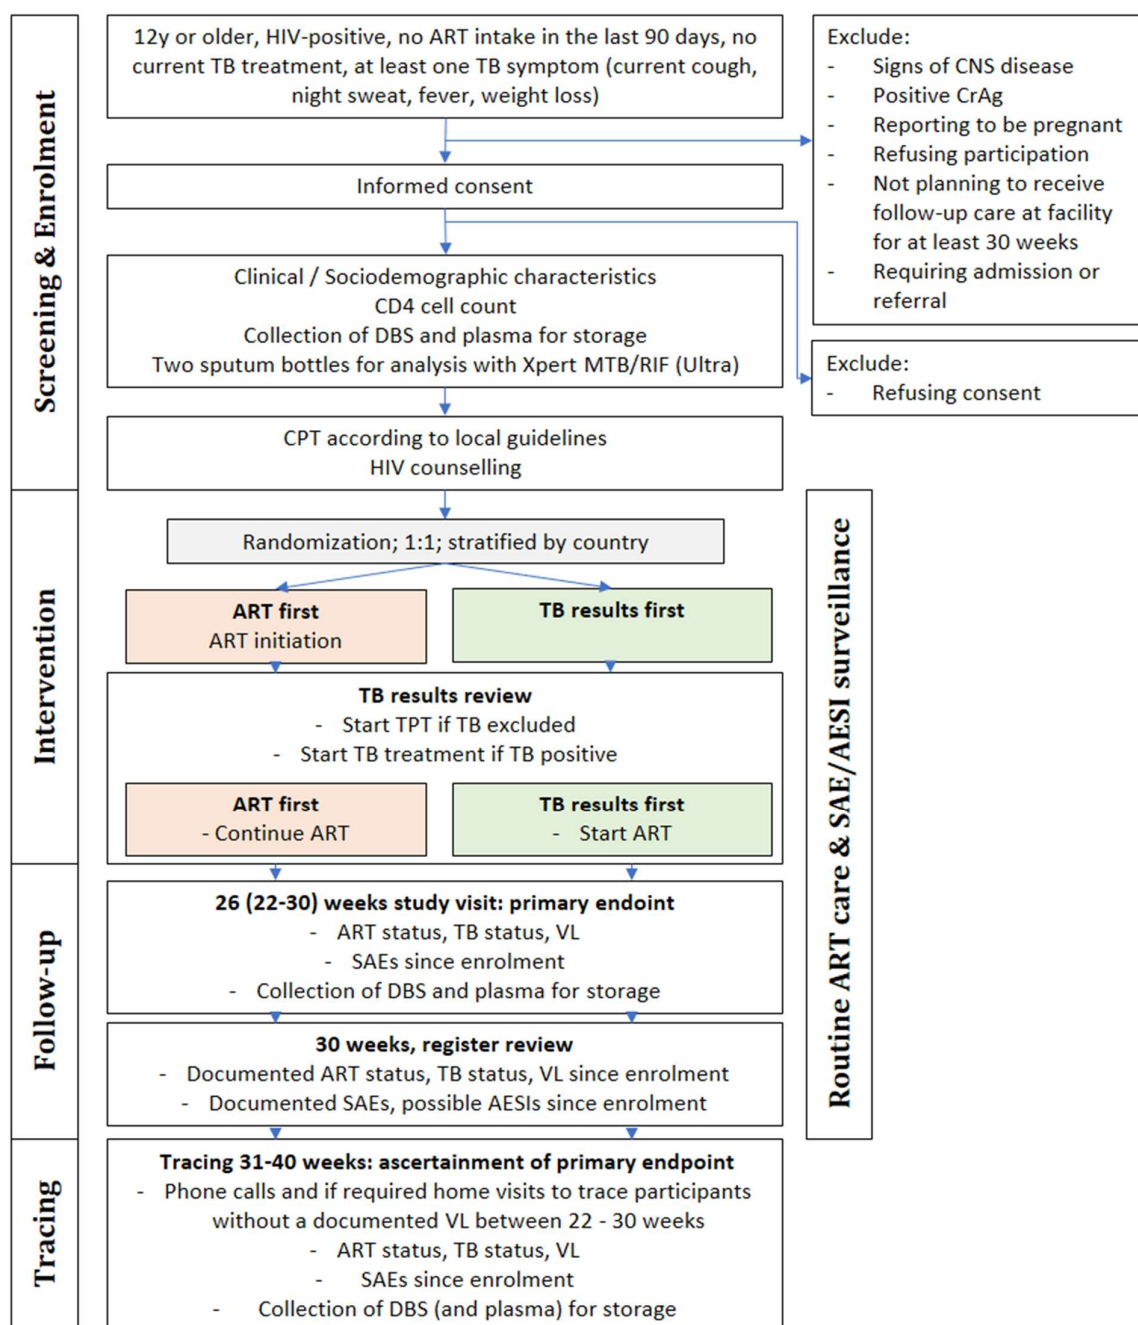 Screening & Enrolment
12y or older, HIV-positive, no ART intake in the last 90 days, no
current TB treatment, at least one TB symptom (current cough,
night sweat, fever, weight loss)
Exclude:
- Signs of CNS disease
- Positive CrAg
- Reporting to be pregnant
- Refusing participation
- Not planning to receive
follow-up care at facility
for at least 30 weeks
- Requiring admission or
referral
Informed consent
Exclude:
- Refusing consent
Clinical / Sociodemographic characteristics
CD4 cell count
Collection of DBS and plasma for storage
Two sputum bottles for analysis with Xpert MTB/RIF (Ultra)
CPT according to local guidelines
HIV counselling
Intervention
Randomization; 1:1; stratified by country
ART first
ART initiation
TB results first
TB results review
- Start TPT if TB excluded
- Start TB treatment if TB positive
ART first
- Continue ART
TB results first
- Start ART
Routine ART care & SAE/AESI surveillance
Follow-up
26 (22-30) weeks study visit: primary endoint
- ART status, TB status, VL
- SAEs since enrolment
- Collection of DBS and plasma for storage
30 weeks, register review
- Documented ART status, TB status, VL since enrolment
- Documented SAEs, possible AESIs since enrolment
Tracing
Tracing 31-40 weeks: ascertainment of primary endpoint
- Phone calls and if required home visits to trace participants
without a documented VL between 22 - 30 weeks
- ART status, TB status, VL
- SAEs since enrolment
- Collection of DBS (and plasma) for storage